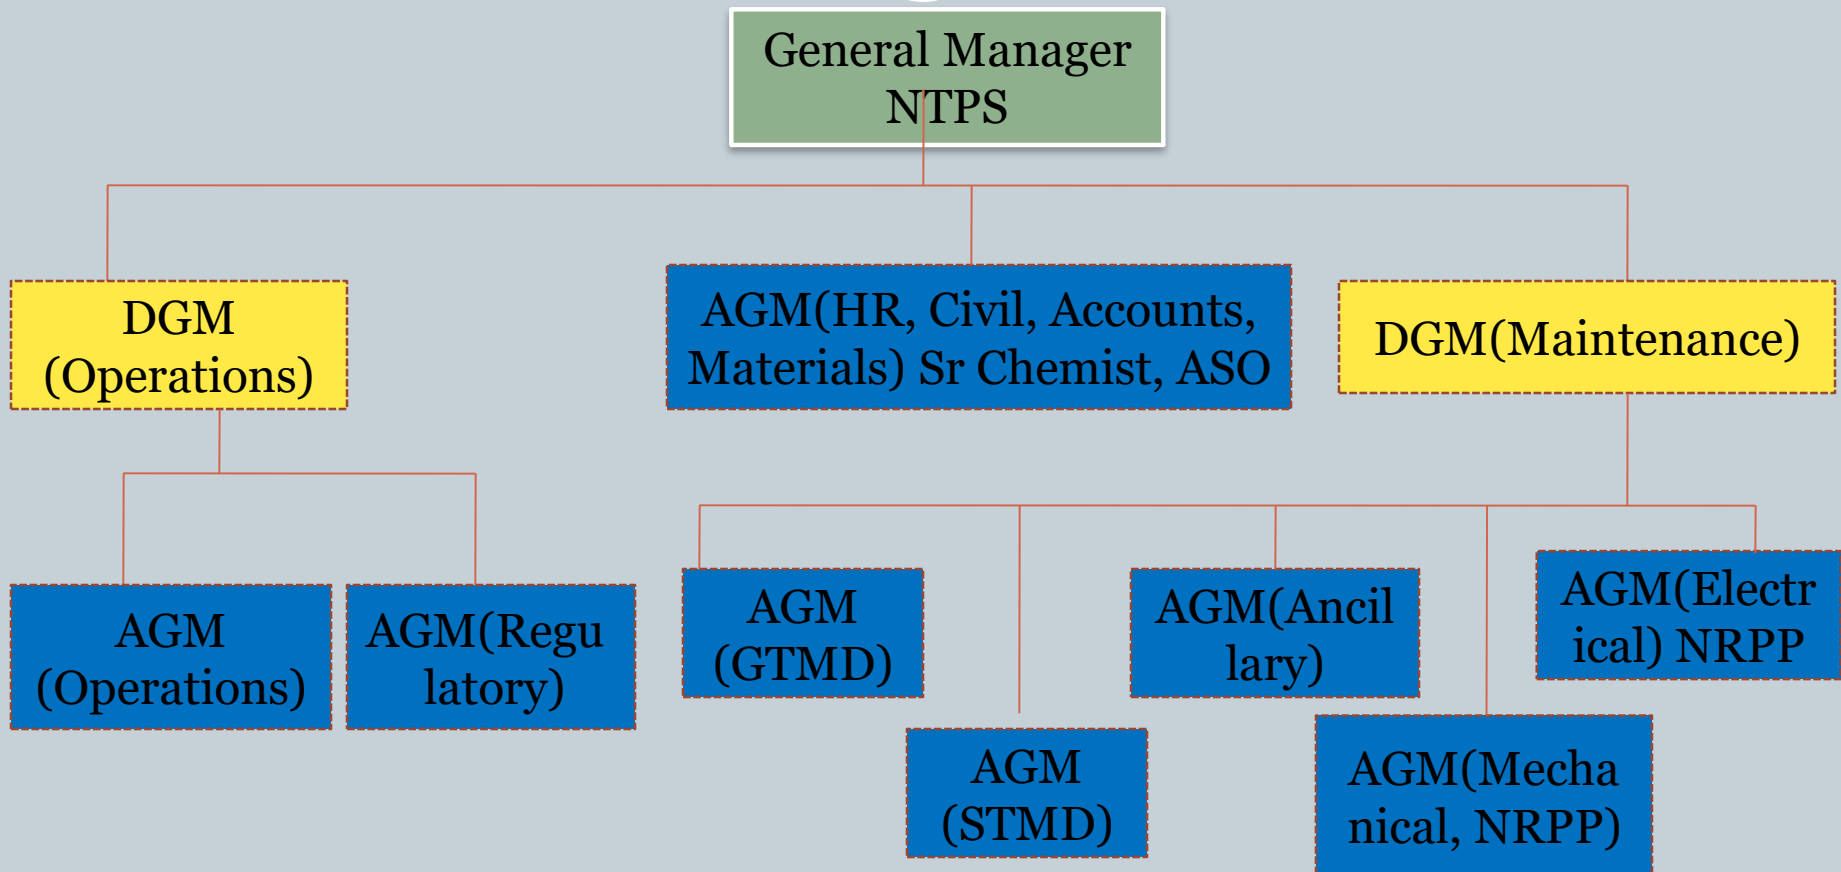 General Manager
NTPS
DGM
(Operations)
AGM(HR, Civil, Accounts,
Materials) Sr Chemist, ASO
DGM(Maintenance)
AGM
(Operations)
AGM(Regu
latory)
AGM
(GTMD)
AGM
(STMD)
AGM(Ancil
lary)
AGM(Mecha
nical, NRPP)
AGM(Electr
ical) NRPP